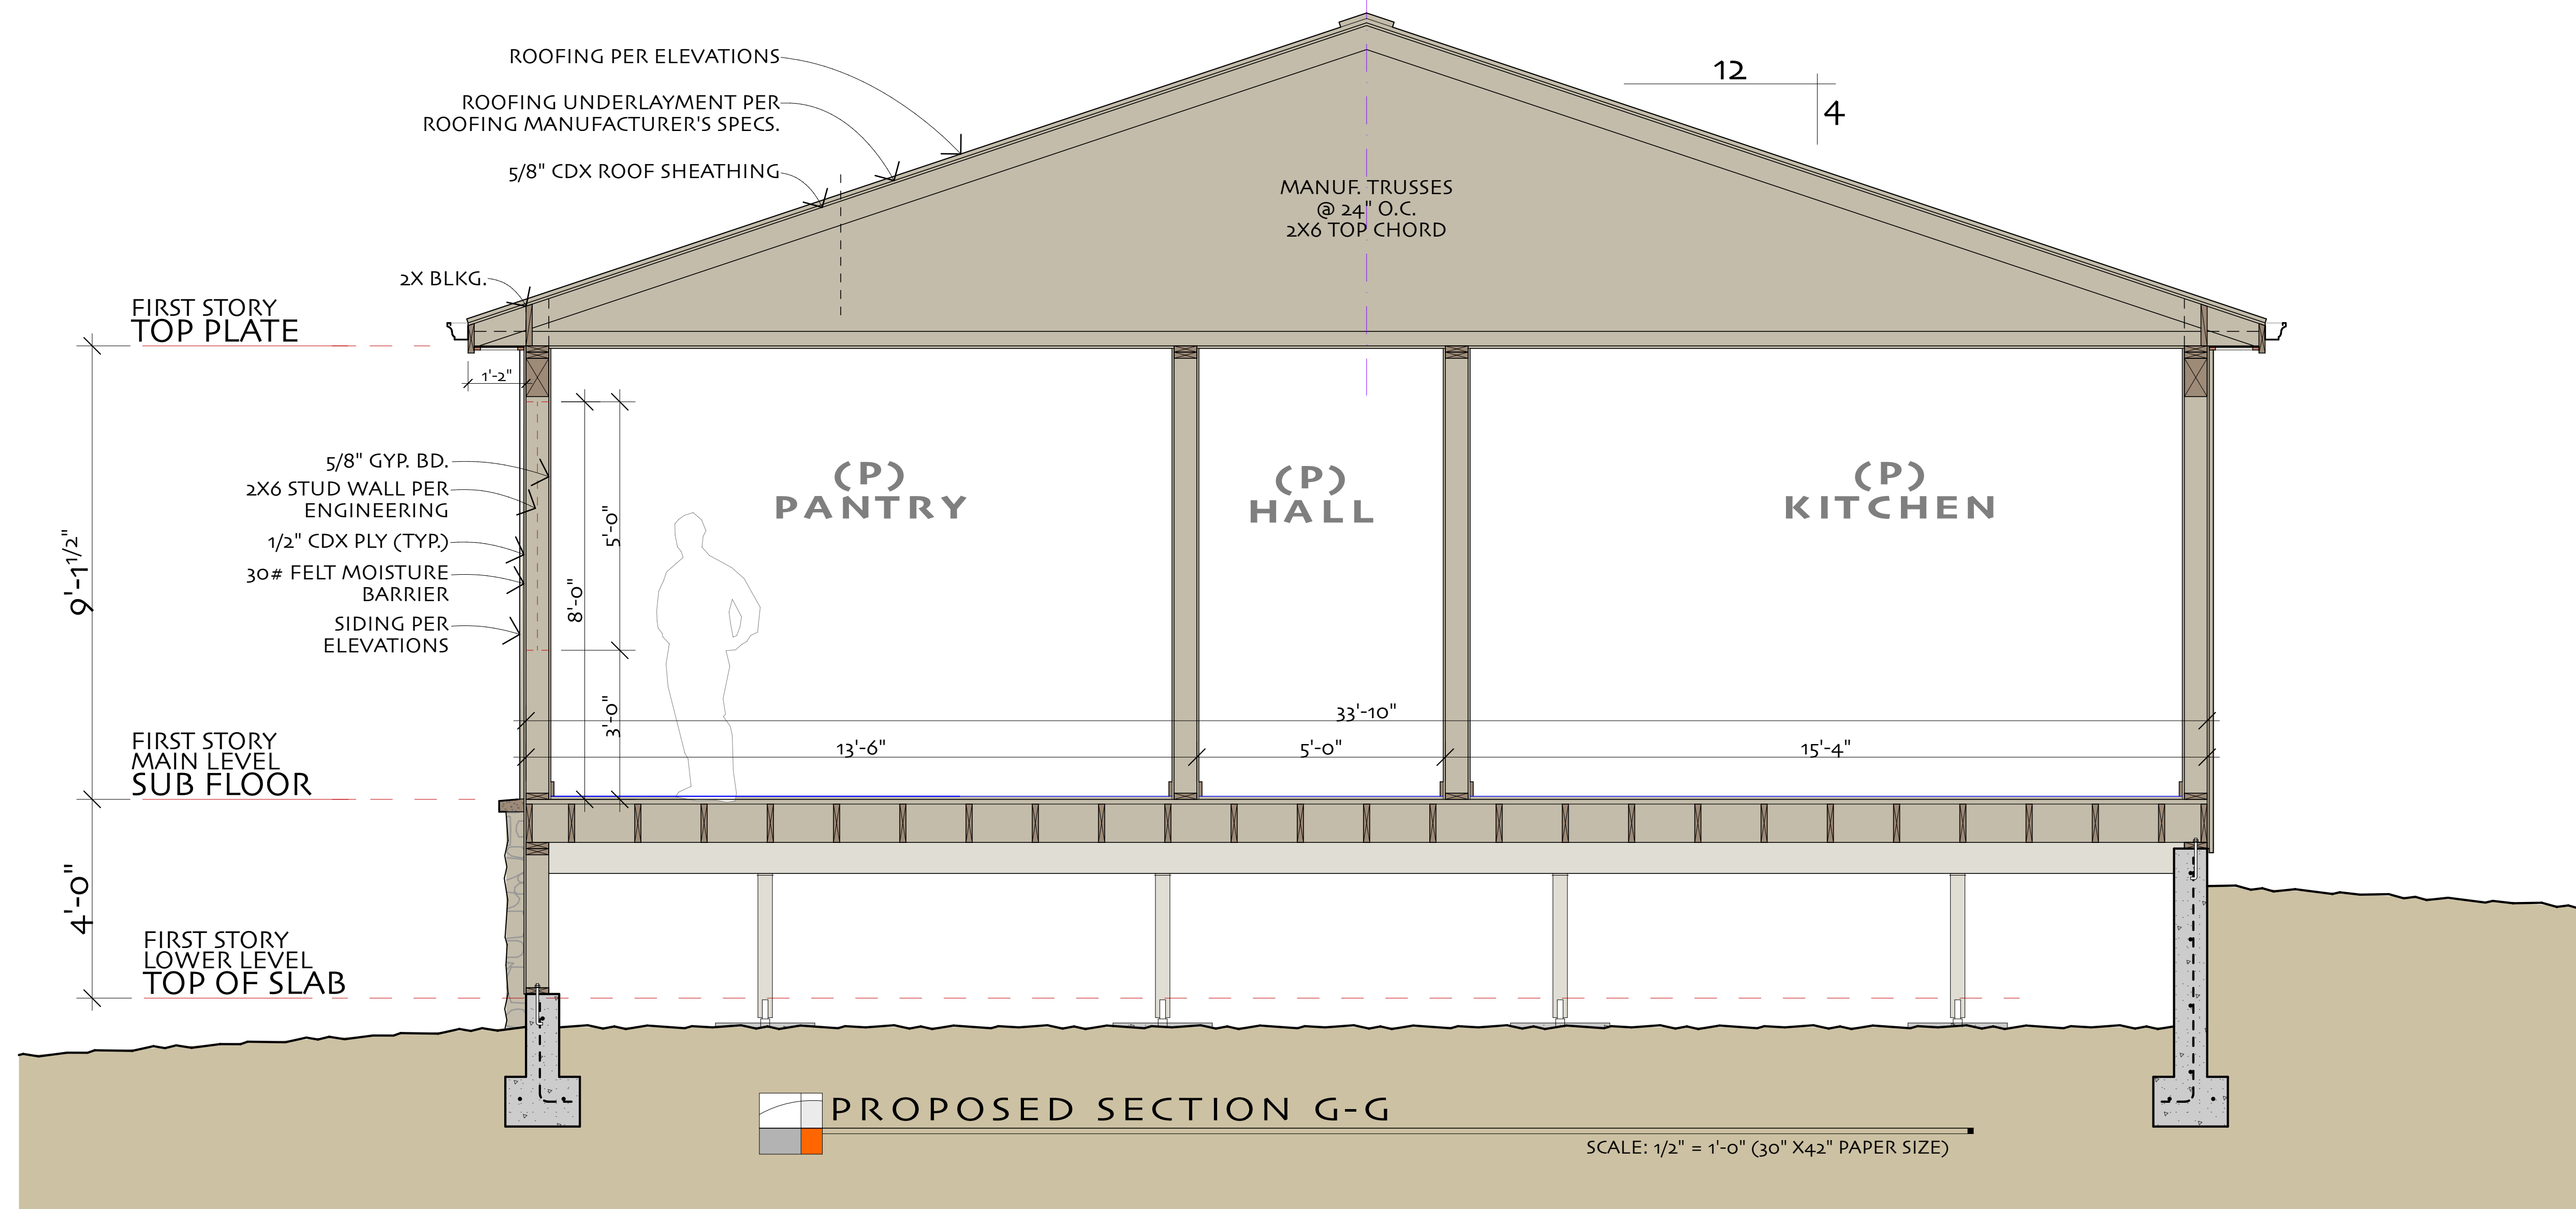 ROOFING PER ELEVATIONS
ROOFING UNDERLAYMENT PER
ROOFING MANUFACTURER'S SPECS.
5/8" CDX ROOF SHEATHING
12
4
MANUF. TRUSSES
@ 24" O.C.
2X6 TOP CHORD
2X BLKG.
FIRST STORY
TOP PLATE
1'-2"
5/8" GYP. BD.
2X6 STUD WALL PER
ENGINEERING
1/2" CDX PLY (TYP.)
30# FELT MOISTURE
BARRIER
SIDING PER
ELEVATIONS
9'-1 1/2"
5'-0"
8'-0"
3'-0"
(P)
PANTRY
(P)
HALL
(P)
KITCHEN
33'-10"
13'-6"
5'-0"
15'-4"
FIRST STORY
MAIN LEVEL
SUB FLOOR
4'-0"
FIRST STORY
LOWER LEVEL
TOP OF SLAB
PROPOSED SECTION G-G
SCALE: 1/2" = 1'-0" (30" X42" PAPER SIZE)